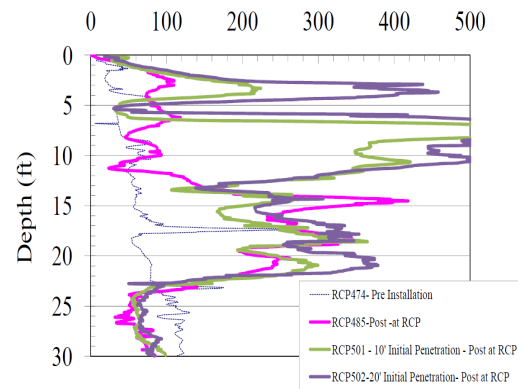 0 100 200 300 400 500
0
5
10
15
20
25
30
Depth (ft)
RCP474- Pre Installation
RCP485-Post -at RCP
RCP501 - 10' Initial Penetration- Post at RCP
RCP502-20' Initial Penetration- Post at RCP